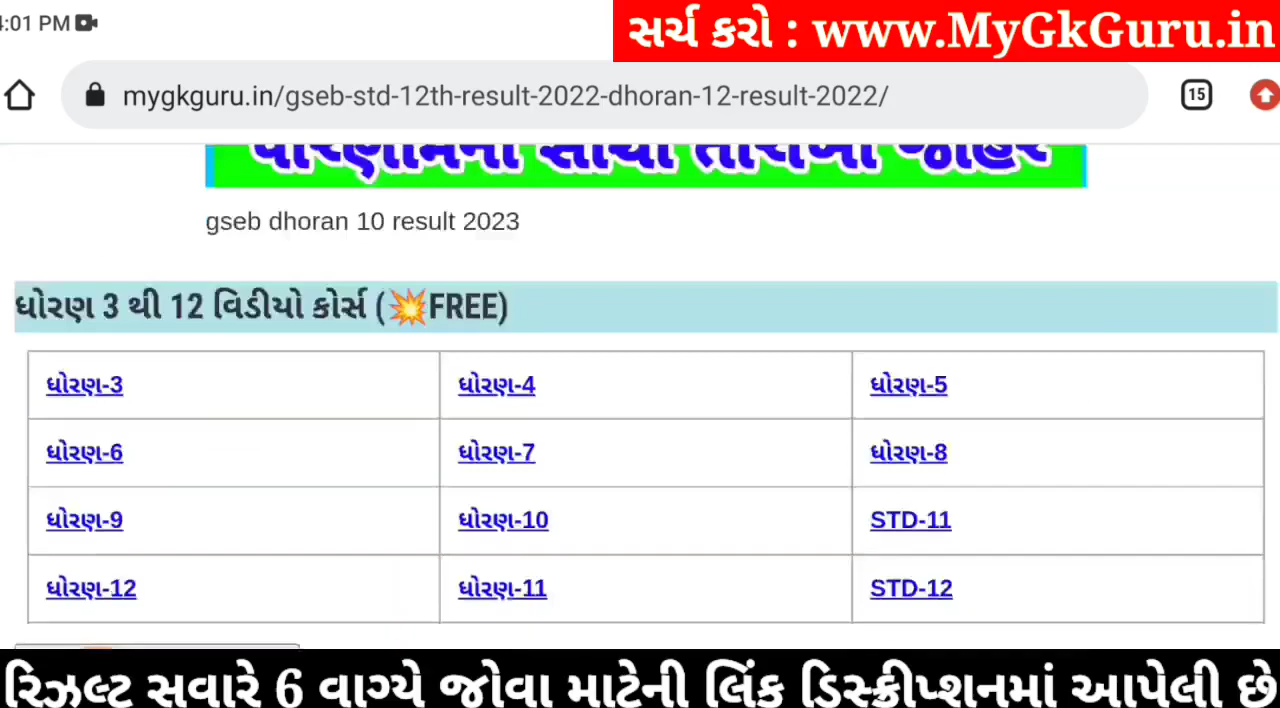 :01 PM
સર્ચ કરો : www.MyGkGuru.in
mygkguru.in/gseb-std-12th-result-2022-dhoran-12-result-2022/
15
પરિણામની સાચી તારીખો જાહેર
gseb dhoran 10 result 2023
ધોરણ 3 થી 12 વિડીયો કોર્સ (💥FREE)
ધોરણ-3 ધોરણ-4 ધોરણ-5
ધોરણ-6 ધોરણ-7 ધોરણ-8
ધોરણ-9 ધોરણ-10 STD-11
ધોરણ-12 ધોરણ-11 STD-12
રિઝલ્ટ સવારે 6 વાગ્યે જોવા માટેની લિંક ડિસ્ક્રીપ્શનમાં આપેલી છે